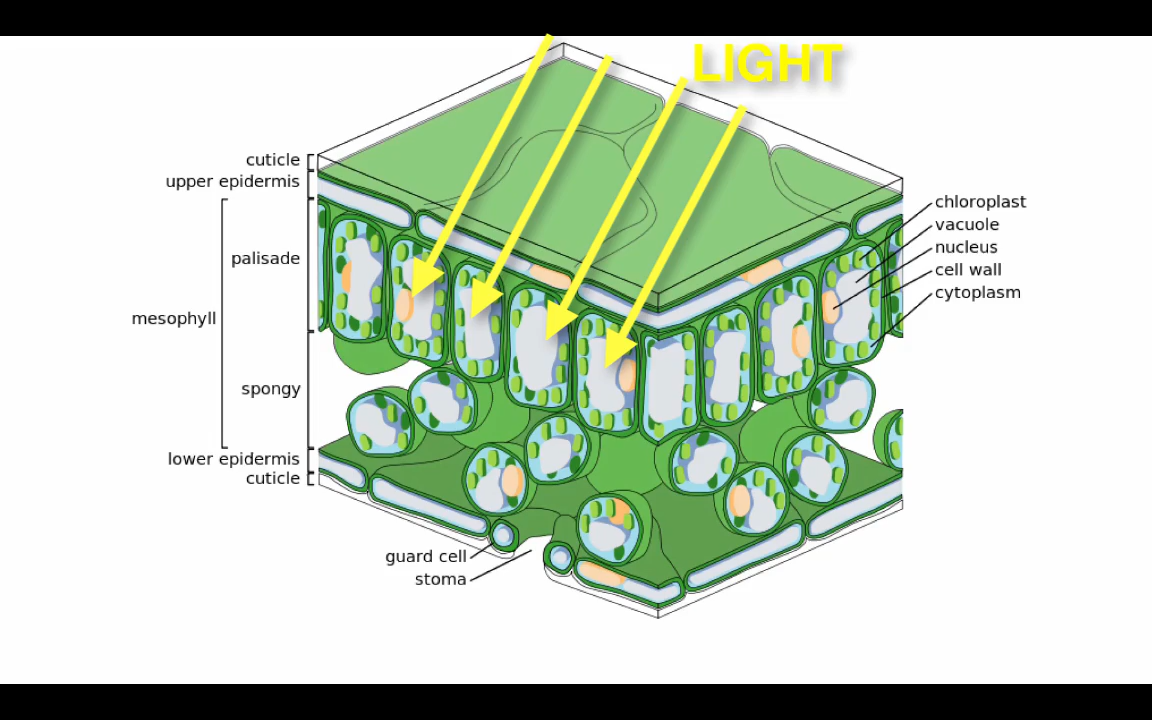 LIGHT
cuticle
upper epidermis
palisade
mesophyll
spongy
lower epidermis
cuticle
guard cell
stoma
chloroplast
vacuole
nucleus
cell wall
cytoplasm